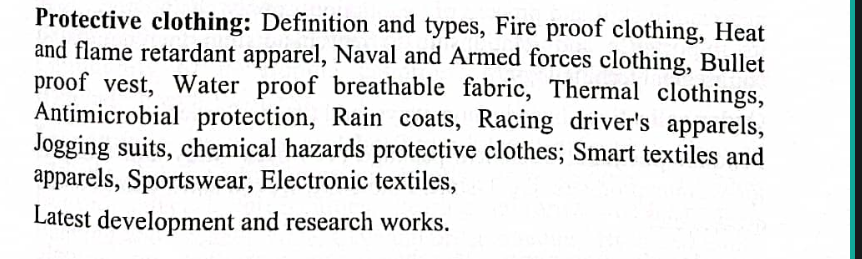 Protective clothing: Definition and types, Fire proof clothing, Heat
and flame retardant apparel, Naval and Armed forces clothing, Bullet
proof vest, Water proof breathable fabric, Thermal clothings,
Antimicrobial protection, Rain coats, Racing driver's apparels,
Jogging suits, chemical hazards protective clothes; Smart textiles and
apparels, Sportswear, Electronic textiles,
Latest development and research works.